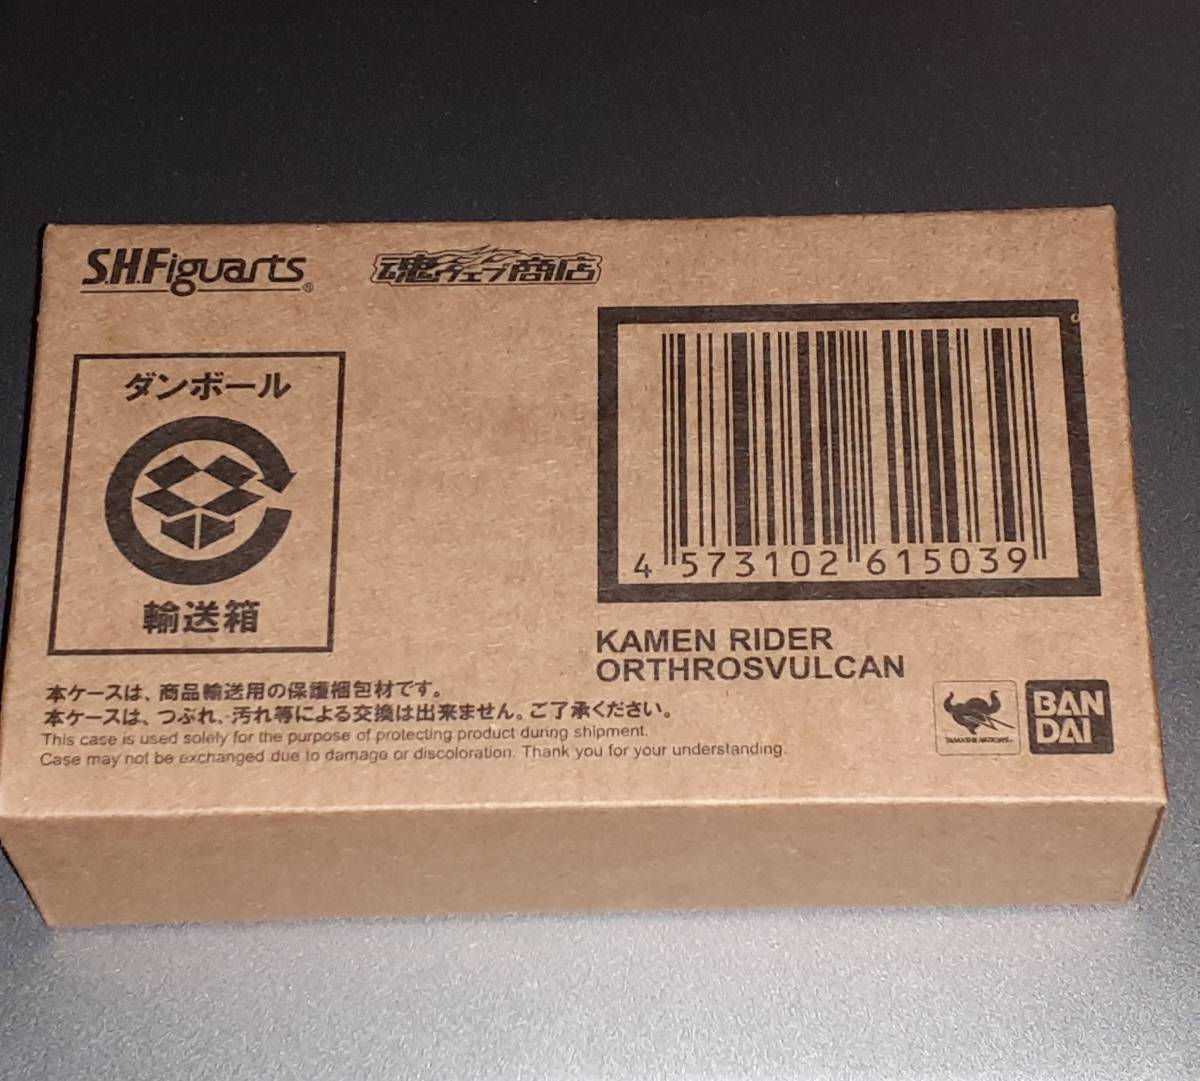 S.H.Figuarts®
魂ウェブ商店
ダンボール
輸送箱
4 573102 615039
KAMEN RIDER
ORTHROSVULCAN
本ケースは、商品輸送用の保護梱包材です。
本ケースは、つぶれ、汚れ等による交換は出来ません。ご了承ください。
This case is used solely for the purpose of protecting product during shipment.
Case may not be exchanged due to damage or discoloration. Thank you for your understanding.
TAMASHII NATIONS
BAN
DAI